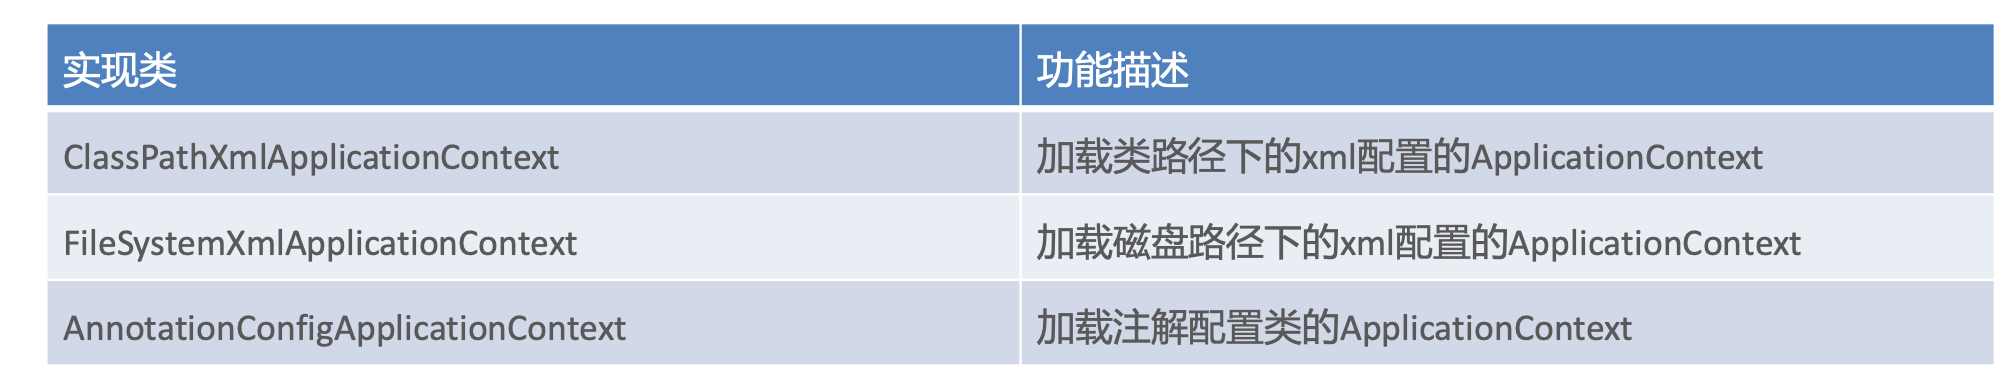 实现类 功能描述
ClassPathXmlApplicationContext 加载类路径下的xml配置的ApplicationContext
FileSystemXmlApplicationContext 加载磁盘路径下的xml配置的ApplicationContext
AnnotationConfigApplicationContext 加载注解配置类的ApplicationContext